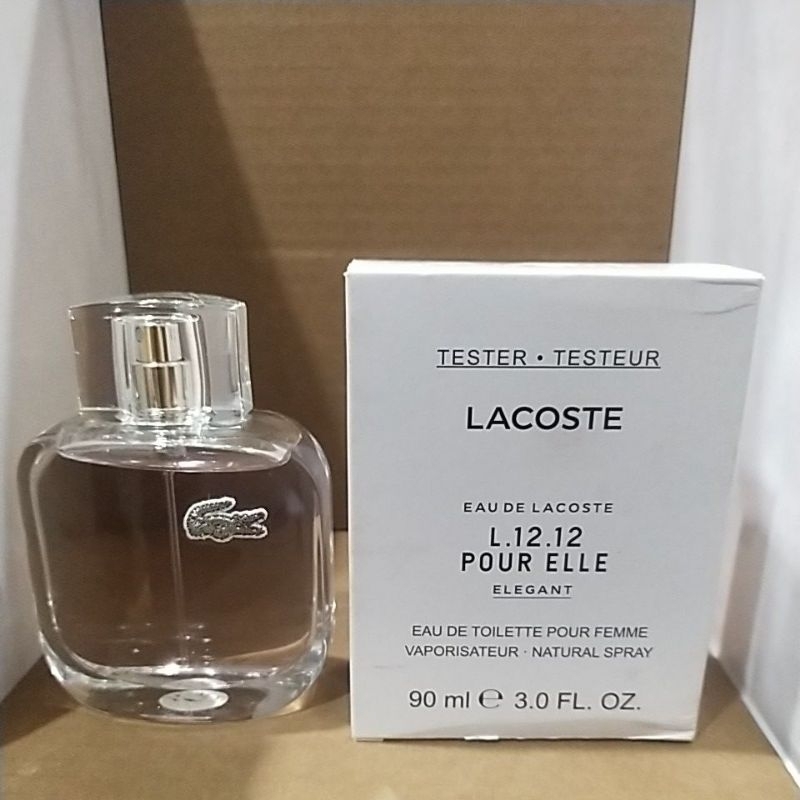 TESTER • TESTEUR
LACOSTE
EAU DE LACOSTE
L.12.12
POUR ELLE
ELEGANT
EAU DE TOILETTE POUR FEMME
VAPORISATEUR · NATURAL SPRAY
90 ml ℮ 3.0 FL. OZ.